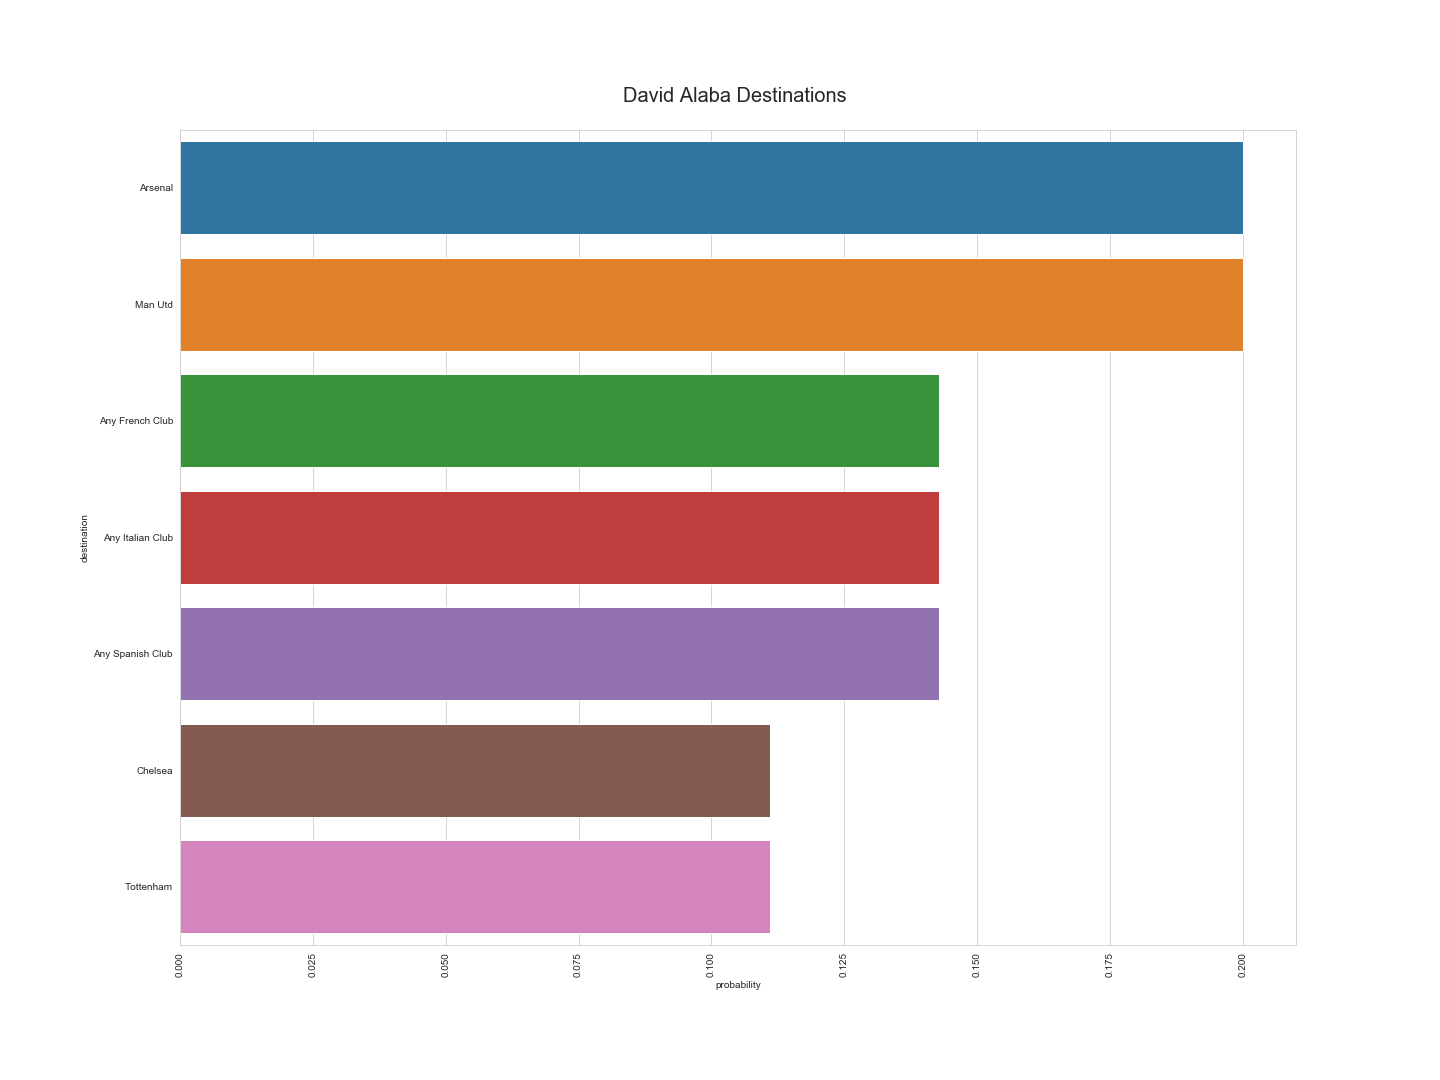 David Alaba Destinations
Arsenal
Man Utd
Any French Club
Any Italian Club
destination
Any Spanish Club
Chelsea
Tottenham
0.000 0.025 0.050 0.075 0.100 0.125 0.150 0.175 0.200
probability